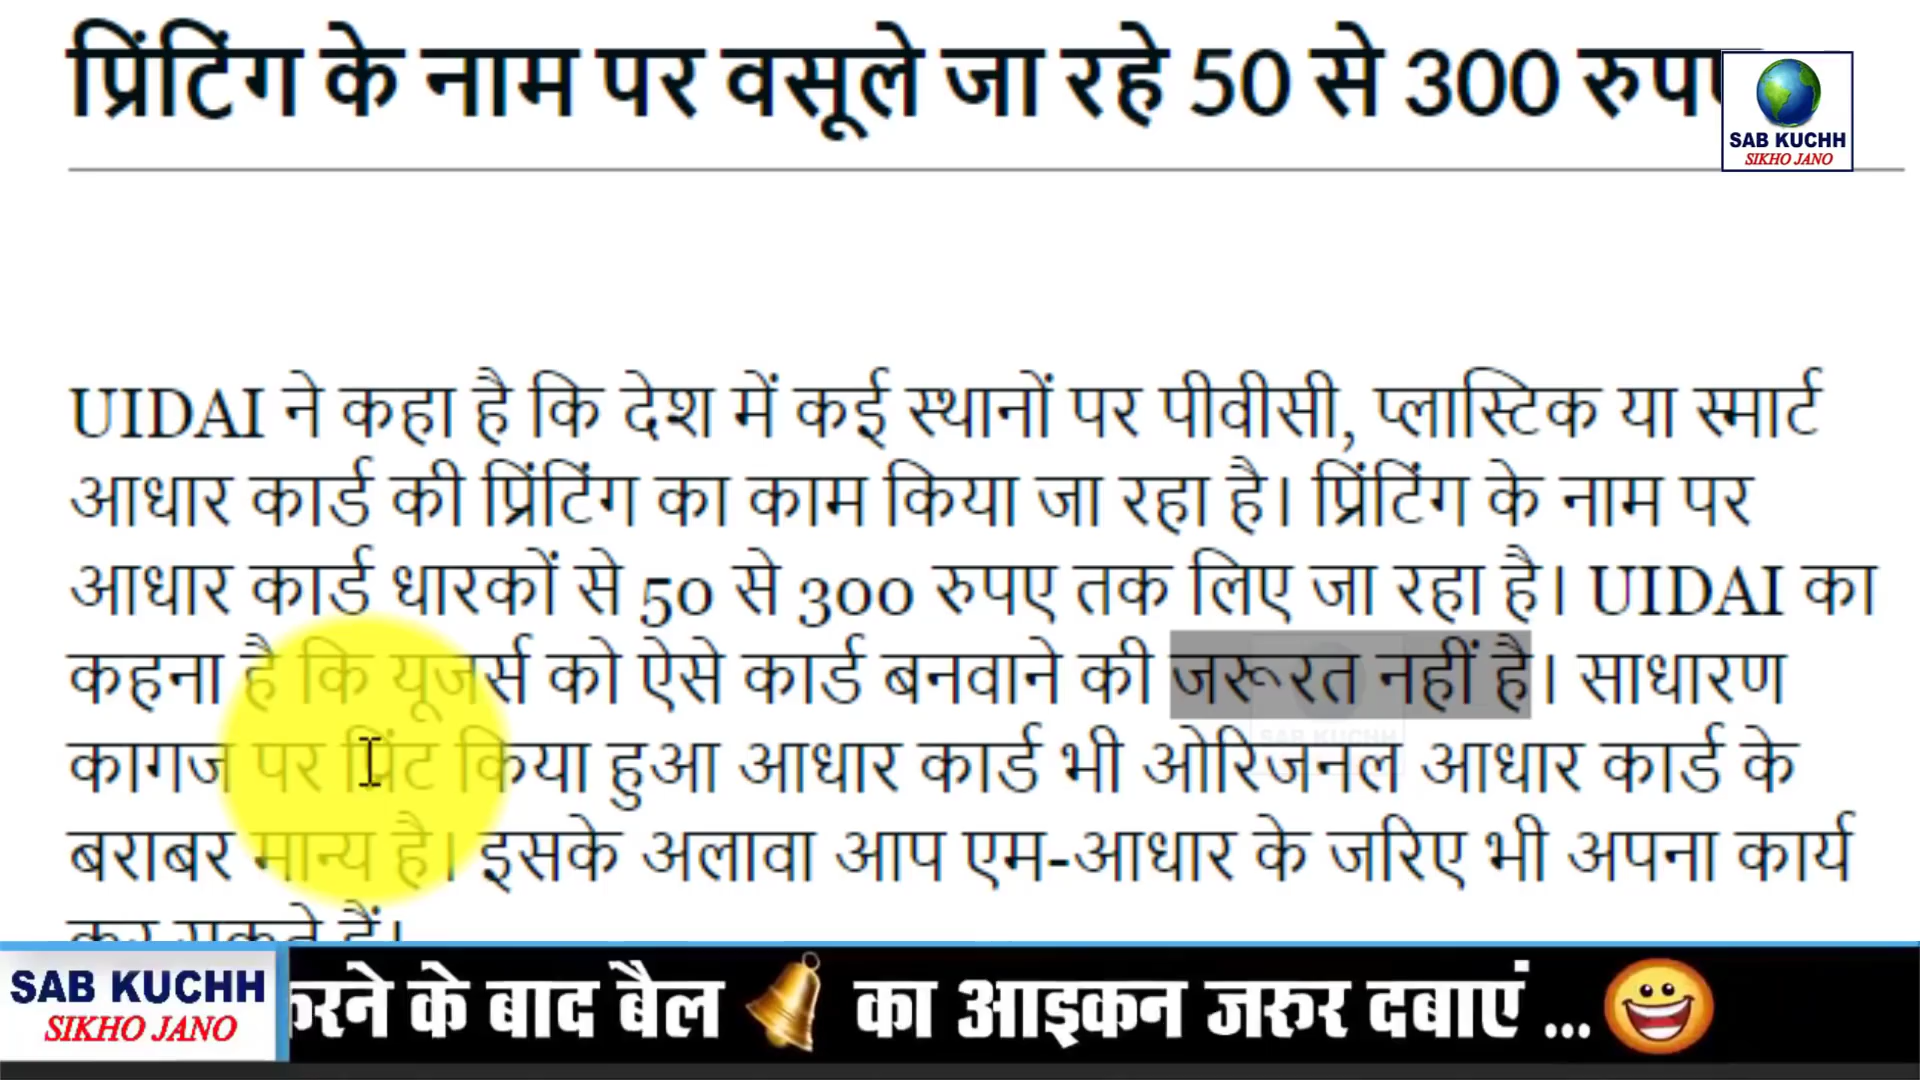 प्रिंटिंग के नाम पर वसूले जा रहे 50 से 300
SAB KUCHH
SIKHO JANO
UIDAI ने कहा है कि देश में कई स्थानों पर पीवीसी, प्लास्टिक या स्मार्ट
आधार कार्ड की प्रिंटिंग का काम किया जा रहा है। प्रिंटिंग के नाम पर
आधार कार्ड धारकों से 50 से 300 रुपए तक लिए जा रहा है। UIDAI का
कहना है कि यूजर्स को ऐसे कार्ड बनवाने की जरूरत नहीं है। साधारण
कागज पर प्रिंट किया हुआ आधार कार्ड भी ओरिजनल आधार कार्ड के
बराबर मान्य है। इसके अलावा आप एम-आधार के जरिए भी अपना कार्य
कर सकते हैं।
SAB KUCHH
SIKHO JANO
करने के बाद बैल का आइकन जरुर दबाएं ...